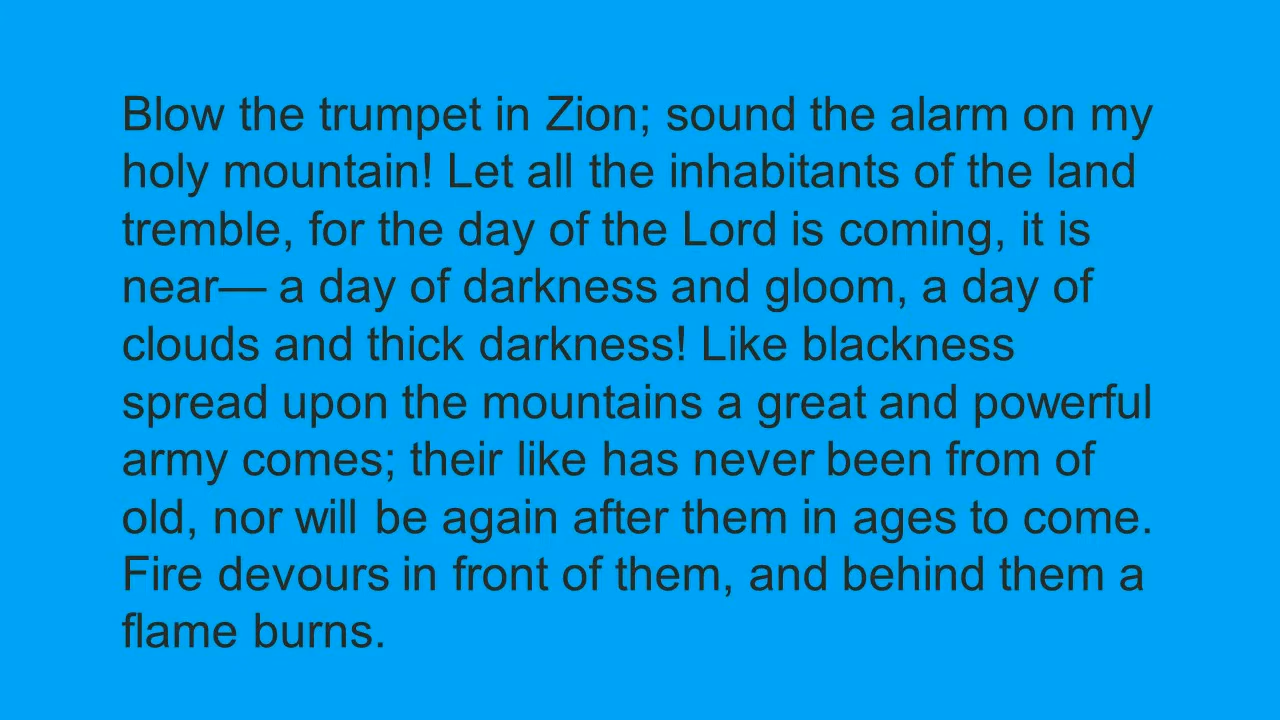 Blow the trumpet in Zion; sound the alarm on my
holy mountain! Let all the inhabitants of the land
tremble, for the day of the Lord is coming, it is
near— a day of darkness and gloom, a day of
clouds and thick darkness! Like blackness
spread upon the mountains a great and powerful
army comes; their like has never been from of
old, nor will be again after them in ages to come.
Fire devours in front of them, and behind them a
flame burns.